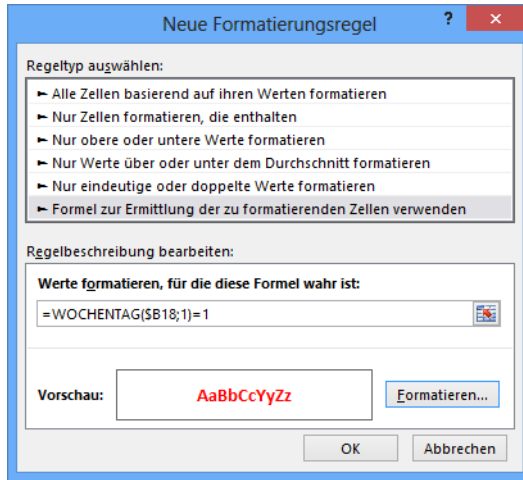 Neue Formatierungsregel ?
Regeltyp auswählen:
► Alle Zellen basierend auf ihren Werten formatieren
► Nur Zellen formatieren, die enthalten
► Nur obere oder untere Werte formatieren
► Nur Werte über oder unter dem Durchschnitt formatieren
► Nur eindeutige oder doppelte Werte formatieren
► Formel zur Ermittlung der zu formatierenden Zellen verwenden
Regelbeschreibung bearbeiten:
Werte formatieren, für die diese Formel wahr ist:
=WOCHENTAG($B18;1)=1
Vorschau: AaBbCcYyZz Formatieren...
OK Abbrechen